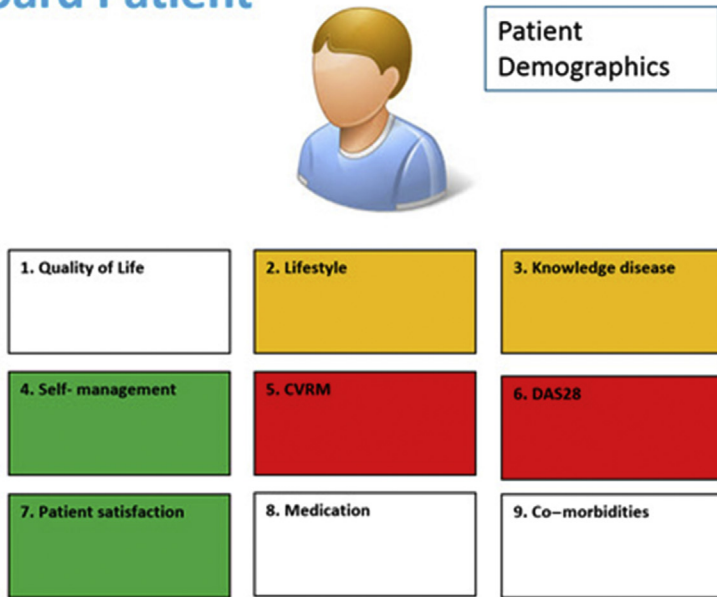 Patient
Patient
Demographics
1. Quality of Life
2. Lifestyle
3. Knowledge disease
4. Self- management
5. CVRM
6. DAS28
7. Patient satisfaction
8. Medication
9. Co–morbidities